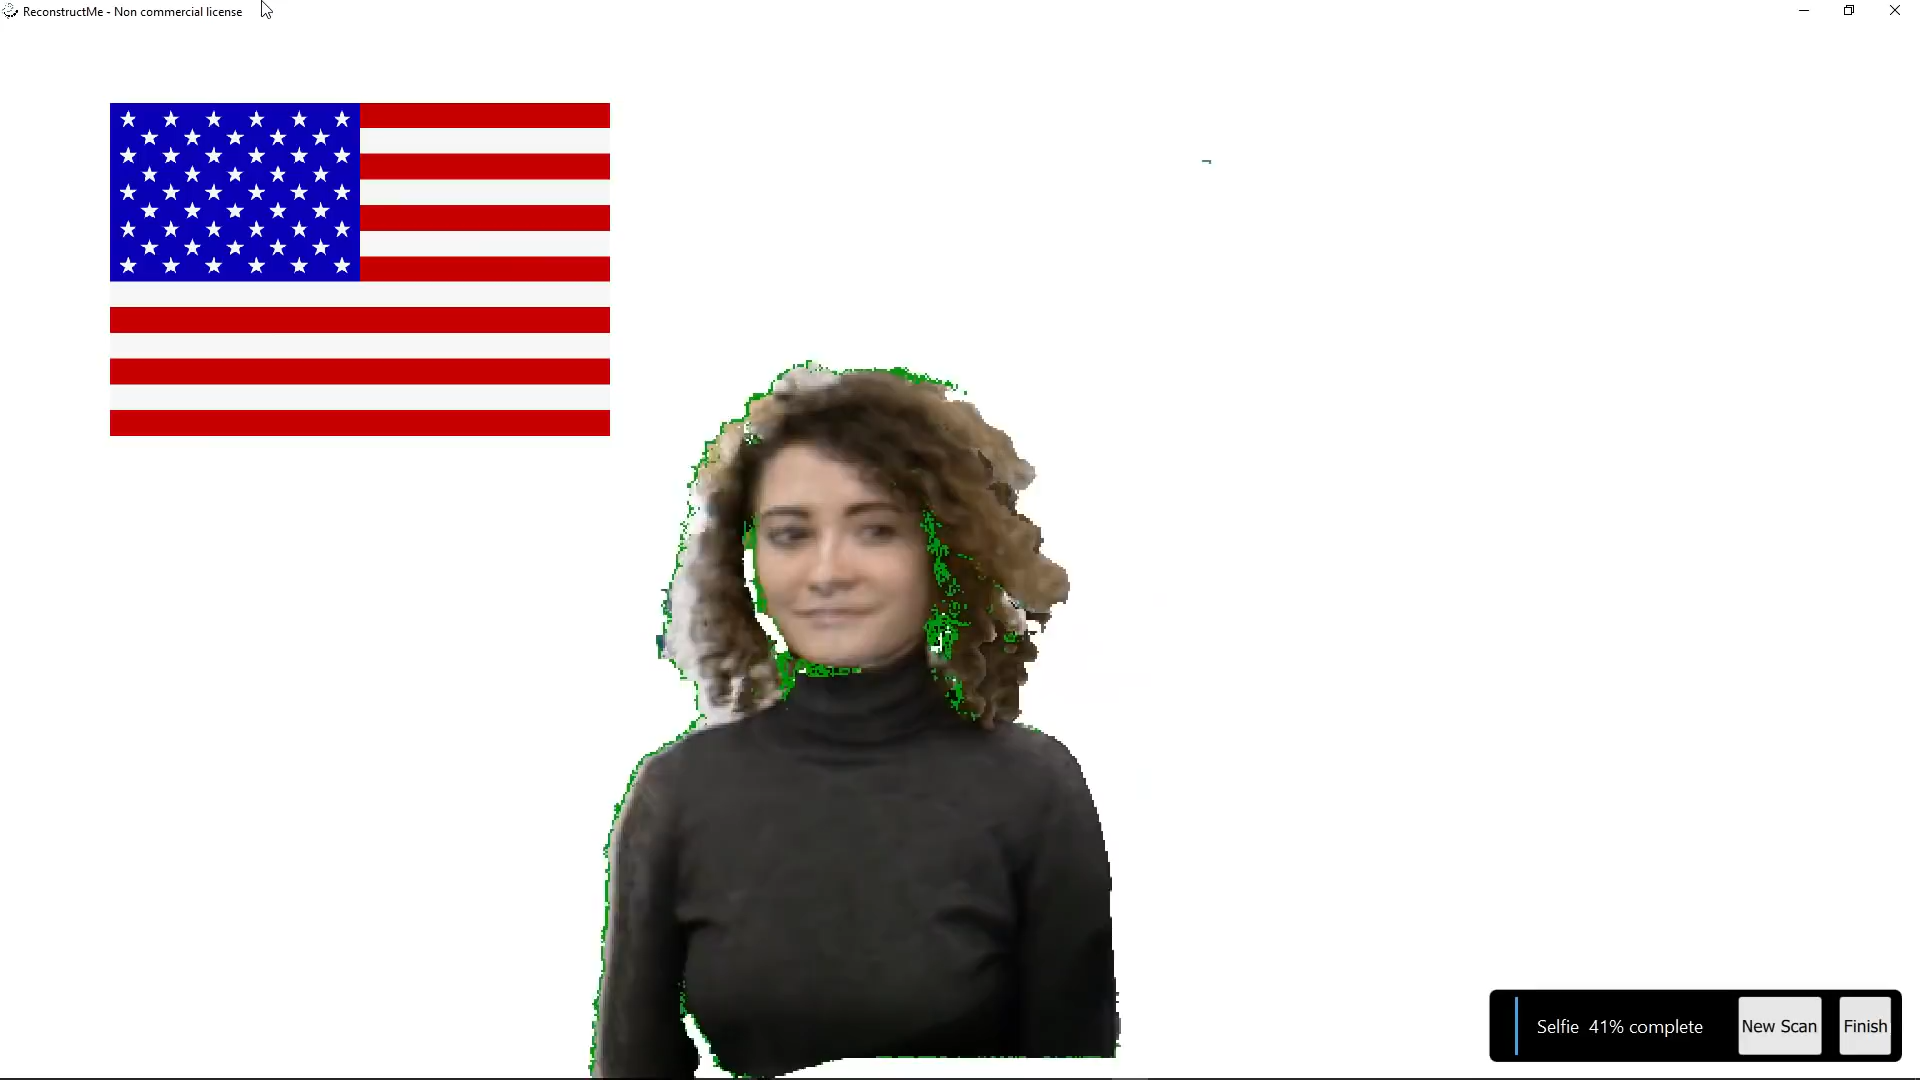 ReconstructMe - Non commercial license
Selfie 41% complete
New Scan
Finish